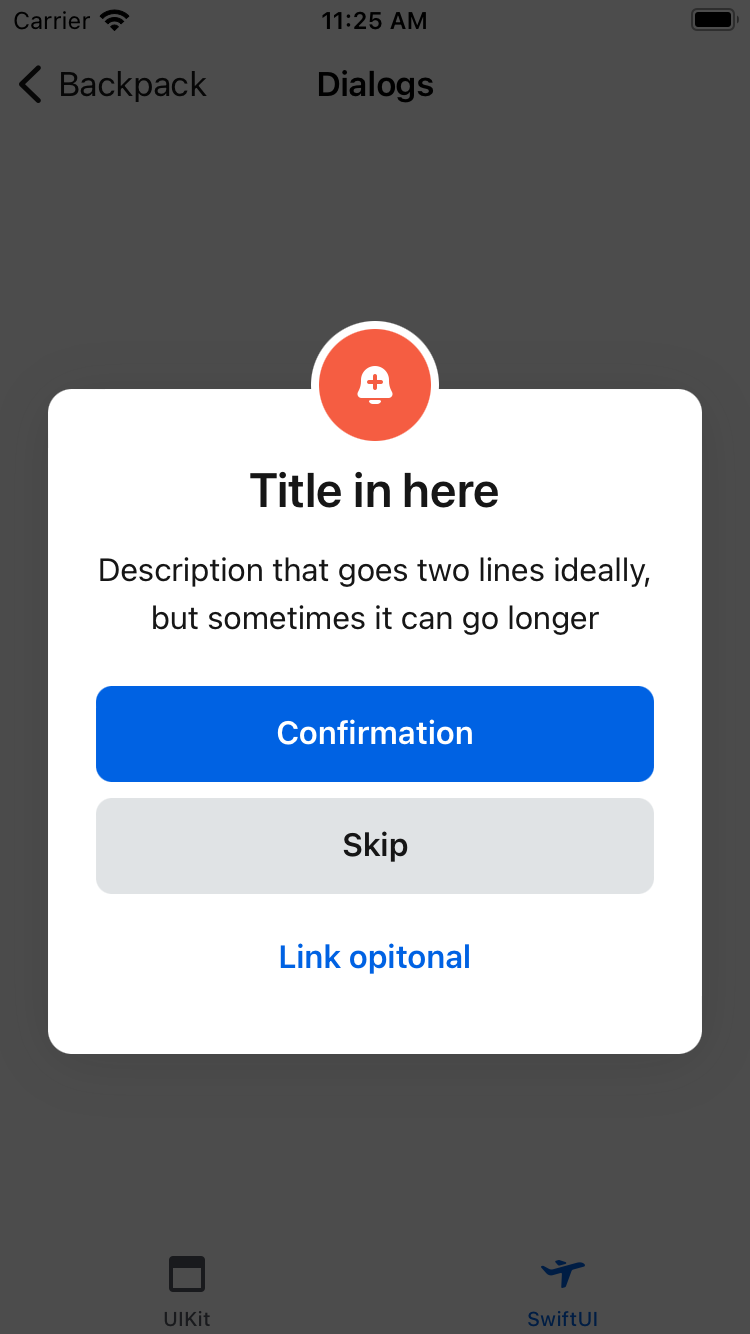 Carrier 11:25 AM
Backpack Dialogs
Title in here
Description that goes two lines ideally,
but sometimes it can go longer
Confirmation
Skip
Link opitonal
UIKit SwiftUI